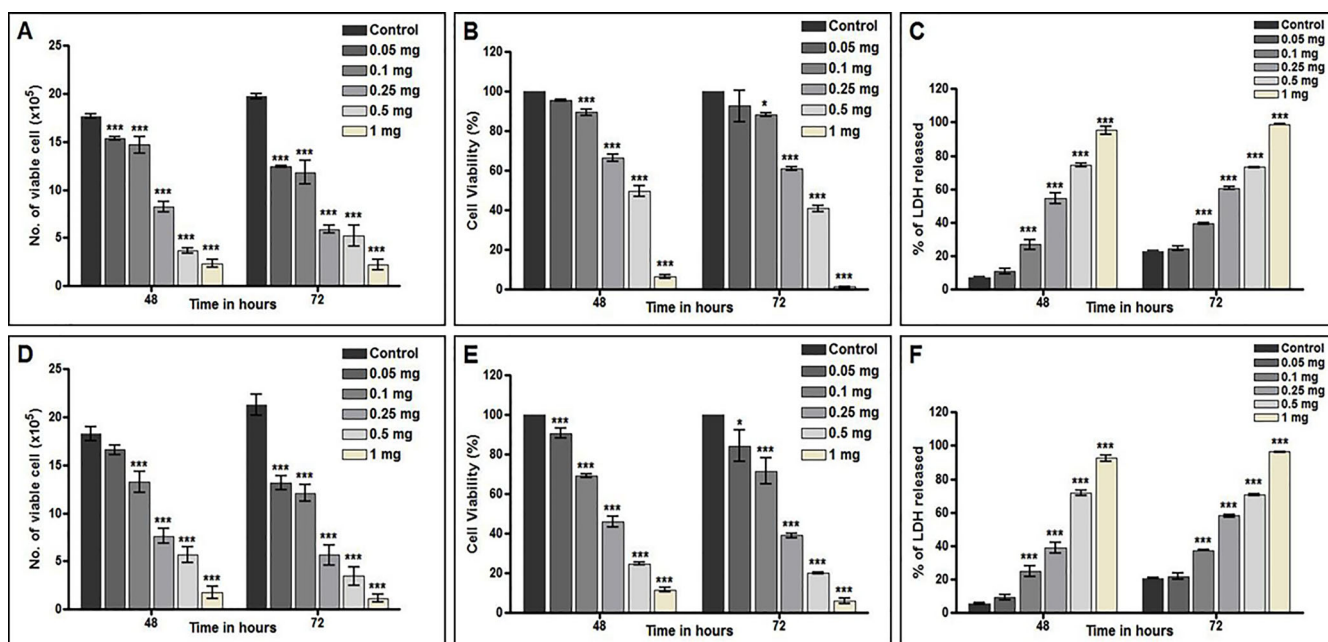 A
Control
0.05 mg
0.1 mg
0.25 mg
0.5 mg
1 mg
No. of viable cell (x10⁵)
25
20
15
10
5
0
*** *** *** *** ***
*** *** *** *** ***
48 72
Time in hours
B
Control
0.05 mg
0.1 mg
0.25 mg
0.5 mg
1 mg
Cell Viability (%)
120
100
80
60
40
20
0
*** *** *** ***
* *** *** ***
48 72
Time in hours
C
Control
0.05 mg
0.1 mg
0.25 mg
0.5 mg
1 mg
% of LDH released
120
100
80
60
40
20
0
*** *** *** ***
*** *** *** ***
48 72
Time in hours
D
Control
0.05 mg
0.1 mg
0.25 mg
0.5 mg
1 mg
No. of viable cell (x10⁵)
25
20
15
10
5
0
*** *** *** ***
*** *** *** *** ***
48 72
Time in hours
E
Control
0.05 mg
0.1 mg
0.25 mg
0.5 mg
1 mg
Cell Viability (%)
120
100
80
60
40
20
0
*** *** *** *** ***
* *** *** *** ***
48 72
Time in hours
F
Control
0.05 mg
0.1 mg
0.25 mg
0.5 mg
1 mg
% of LDH released
120
100
80
60
40
20
0
*** *** *** ***
*** *** *** ***
48 72
Time in hours